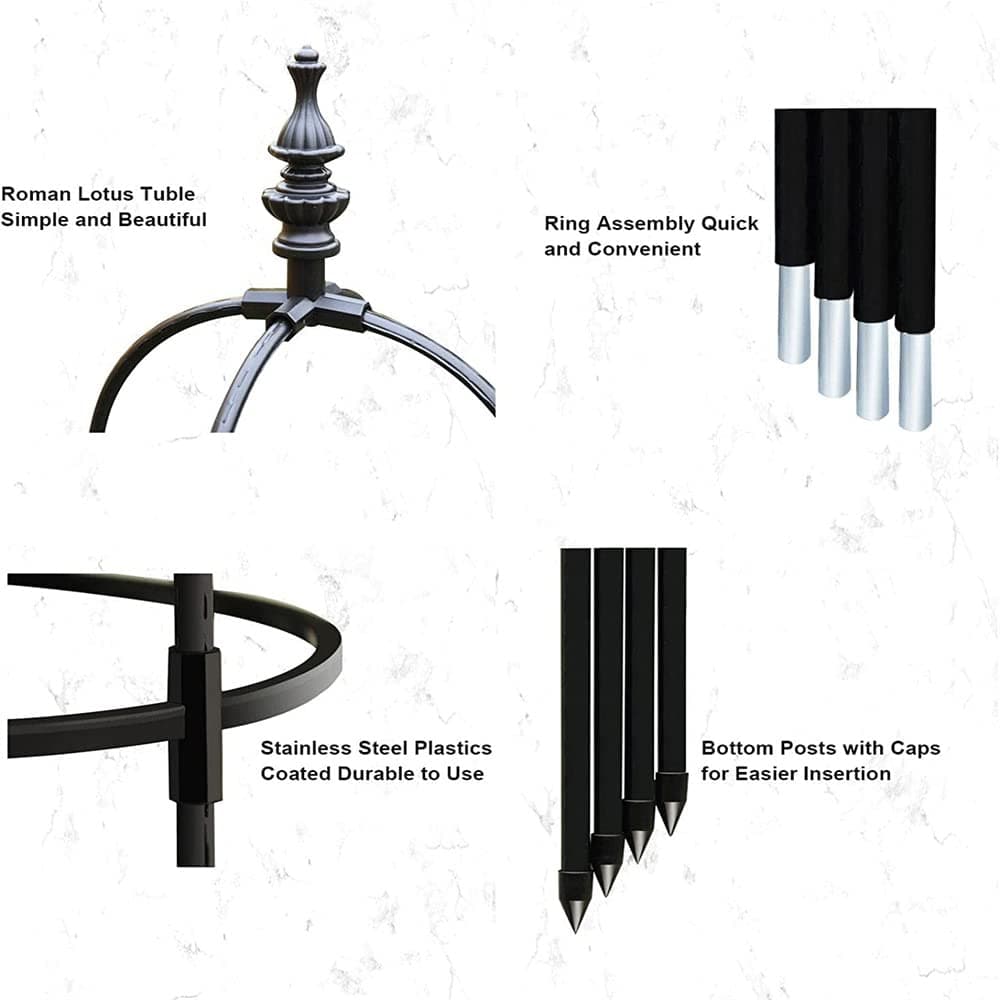 Roman Lotus Tuble
Simple and Beautiful
Ring Assembly Quick
and Convenient
Stainless Steel Plastics
Coated Durable to Use
Bottom Posts with Caps
for Easier Insertion